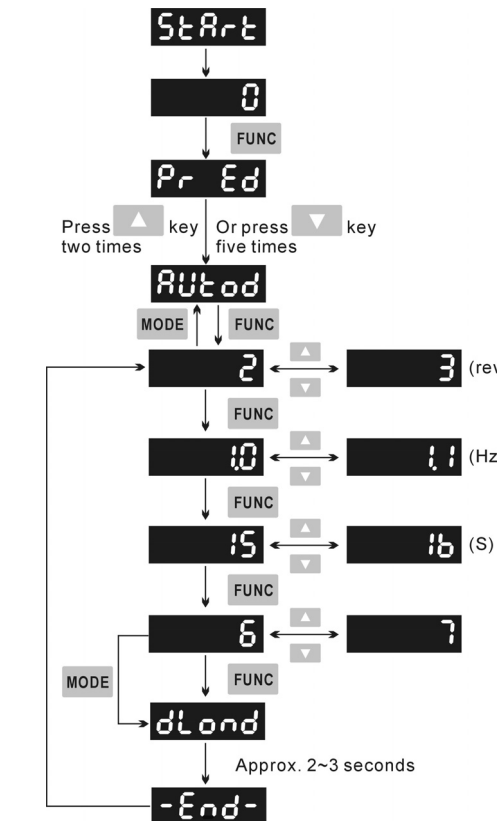 StArt
0
FUNC
Pr Ed
Press key Or press key
two times five times
AUtod
MODE FUNC
2 3 (rev
FUNC
1.0 1.1 (Hz
FUNC
15 16 (S)
FUNC
6 7
MODE FUNC
dLond
Approx. 2~3 seconds
-End-